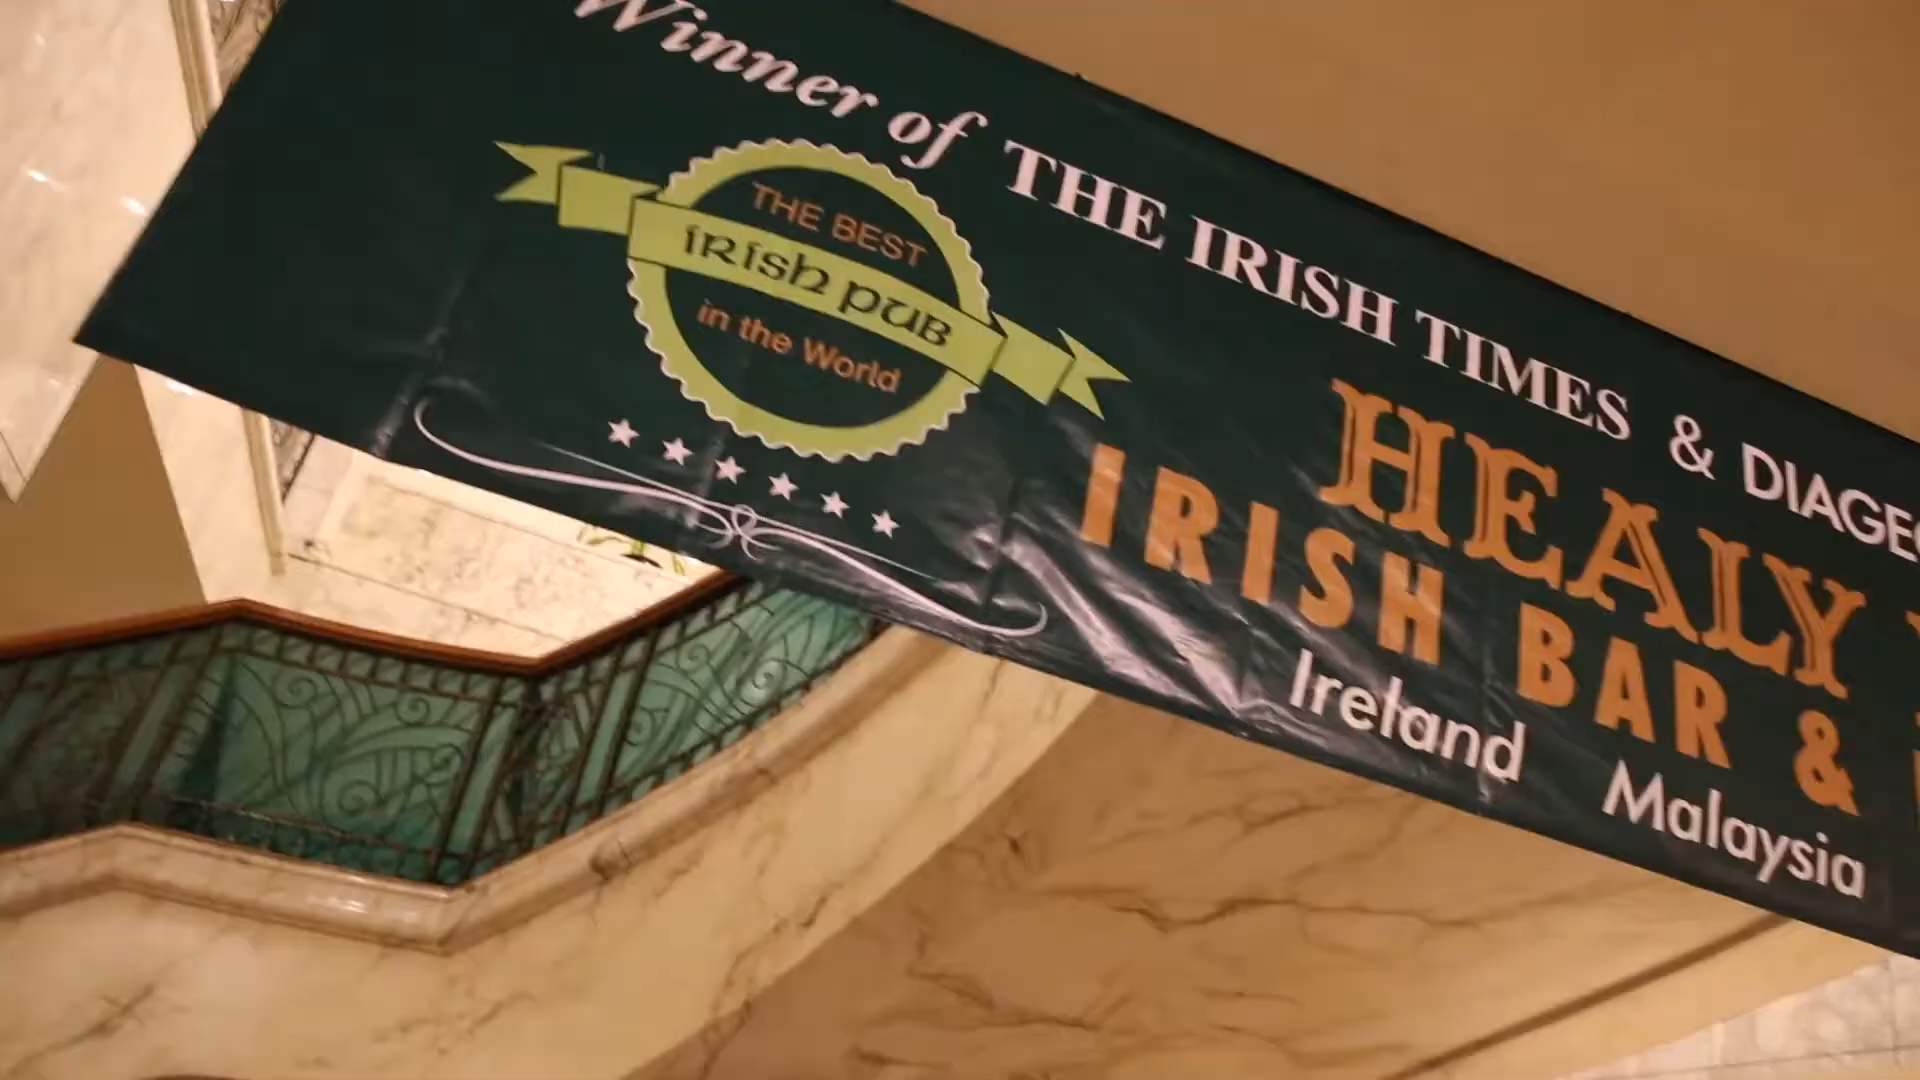 Winner of THE IRISH TIMES & DIAGEO
THE BEST
IRISH PUB
in the World
HEALY
IRISH BAR &
Ireland Malaysia